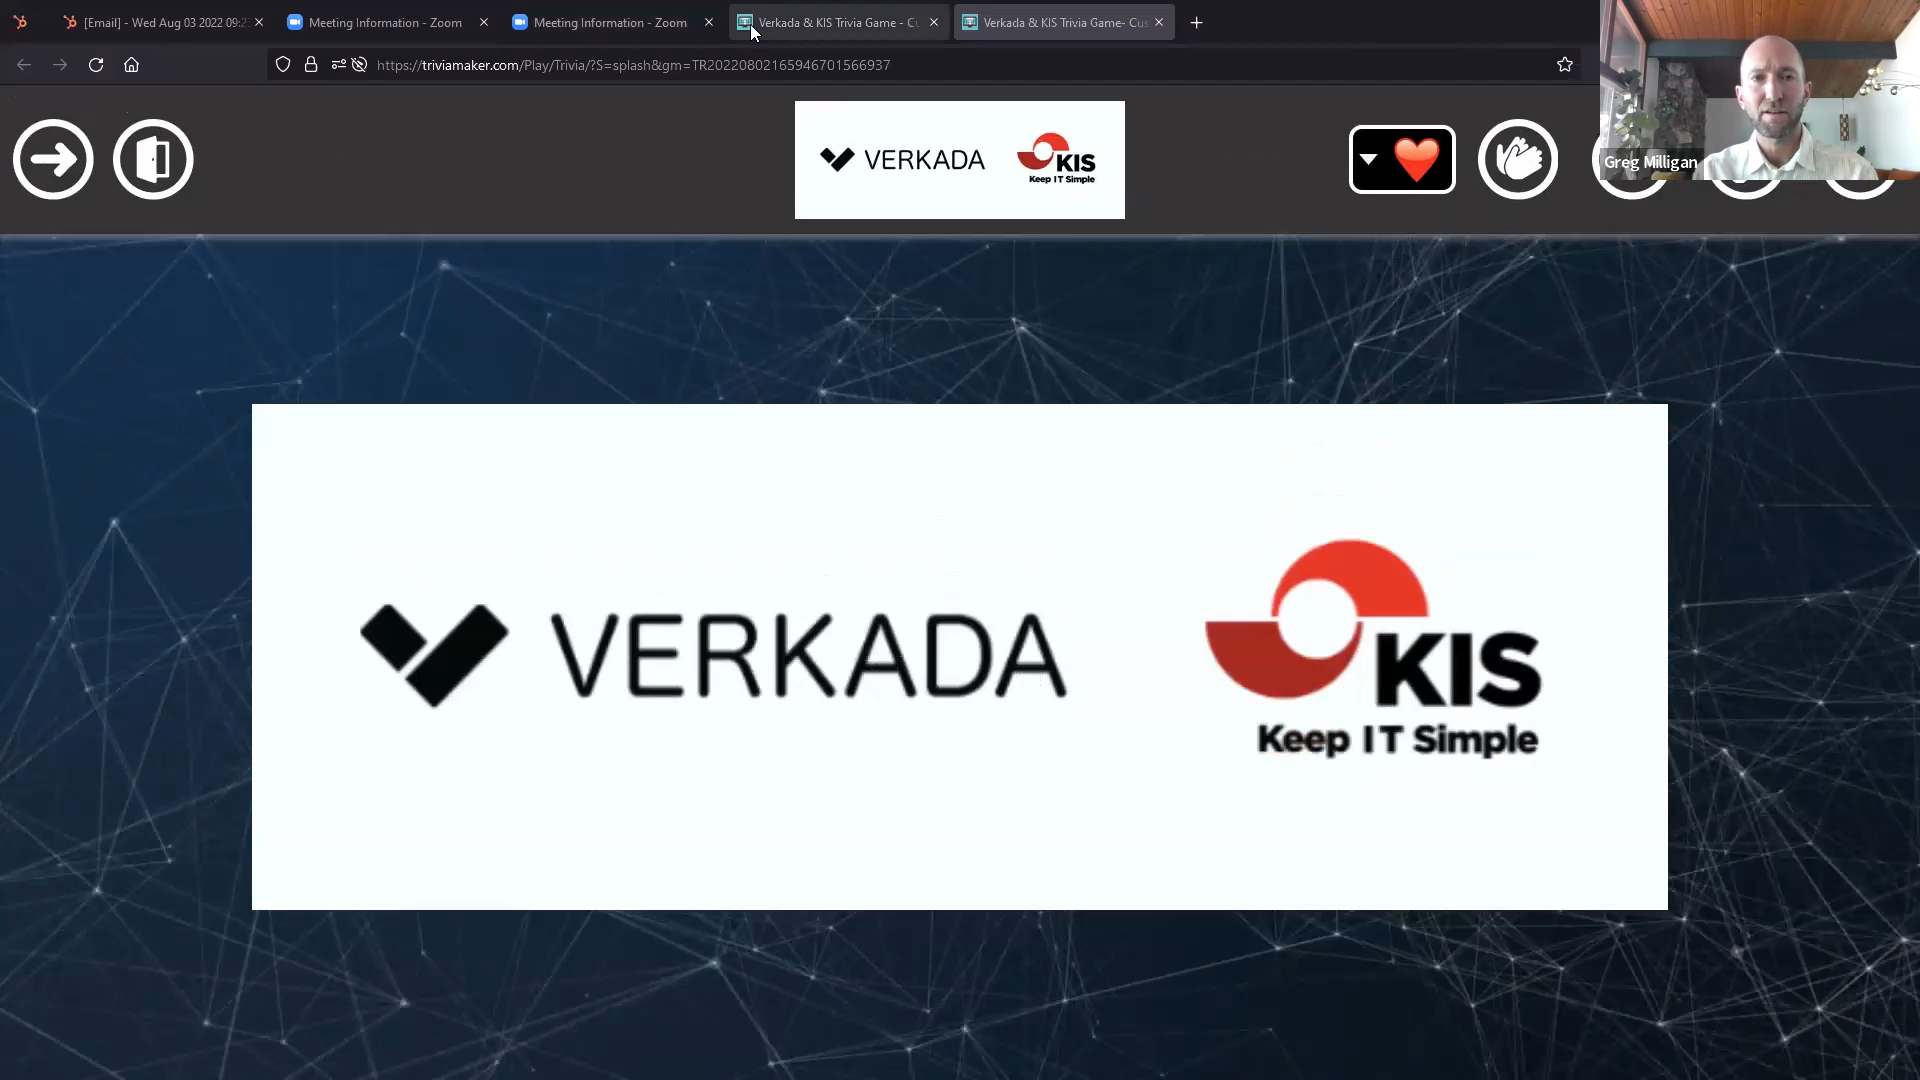 [Email] - Wed Aug 03 2022 09:2
Meeting Information - Zoom
Meeting Information - Zoom
Verkada & KIS Trivia Game - Cu
Verkada & KIS Trivia Game- Cus
https://triviamaker.com/Play/Trivia/?S=splash&gm=TR20220802165946701566937
VERKADA
KIS
Keep IT Simple
Greg Milligan
VERKADA
KIS
Keep IT Simple